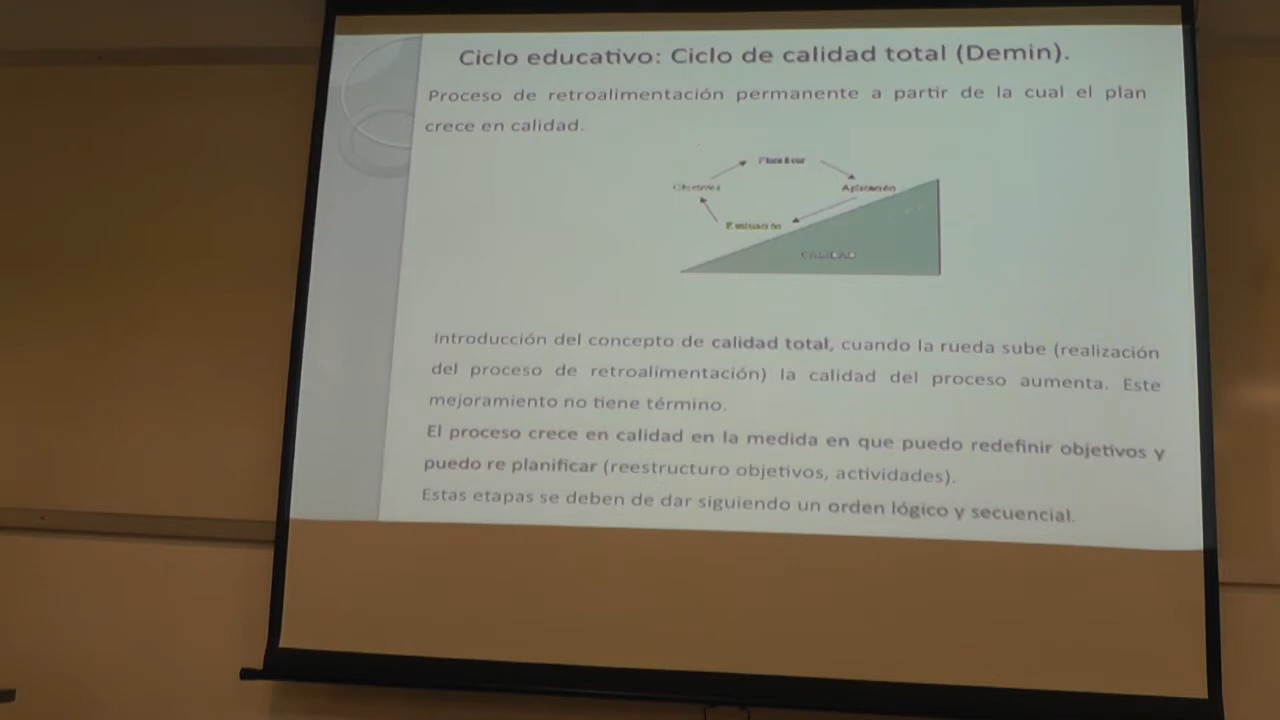 Ciclo educativo: Ciclo de calidad total (Demin).
Proceso de retroalimentación permanente a partir de la cual el plan
crece en calidad.
Planificar
Objetivos
Aplicación
Evaluación
CALIDAD
Introducción del concepto de calidad total, cuando la rueda sube (realización
del proceso de retroalimentación) la calidad del proceso aumenta. Este
mejoramiento no tiene término.
El proceso crece en calidad en la medida en que puedo redefinir objetivos y
puedo re planificar (reestructuro objetivos, actividades).
Estas etapas se deben de dar siguiendo un orden lógico y secuencial.